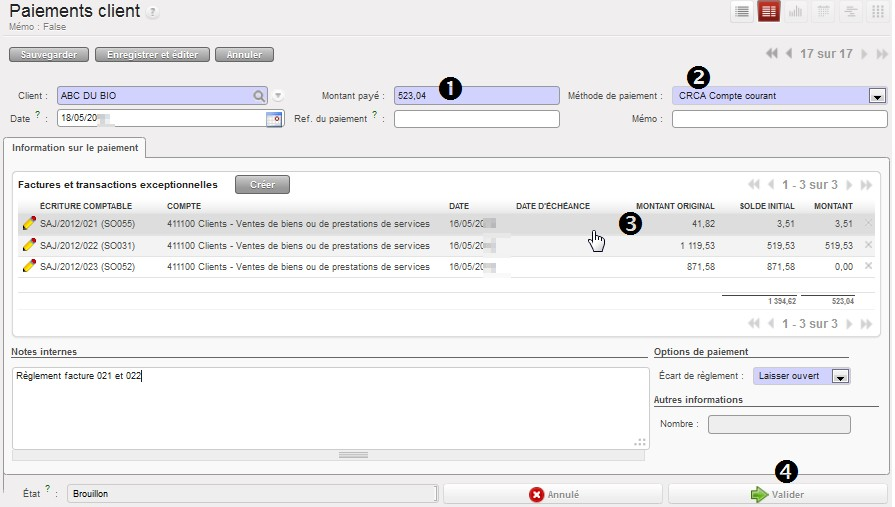 Paiements client ?
Mémo : False
Sauvegarder Enregistrer et éditer Annuler 17 sur 17
Client : ABC DU BIO Montant payé : 523,04 1 Méthode de paiement : 2 CRCA Compte courant
Date ? : 18/05/20 Ref. du paiement ? : Mémo :
Information sur le paiement
Factures et transactions exceptionnelles Créer 1 - 3 sur 3
ÉCRITURE COMPTABLE COMPTE DATE DATE D'ÉCHÉANCE MONTANT ORIGINAL SOLDE INITIAL MONTANT
SAJ/2012/021 (SO055) 411100 Clients - Ventes de biens ou de prestations de services 16/05/20 3 41,82 3,51 3,51
SAJ/2012/022 (SO031) 411100 Clients - Ventes de biens ou de prestations de services 16/05/20 1 119,53 519,53 519,53
SAJ/2012/023 (SO052) 411100 Clients - Ventes de biens ou de prestations de services 16/05/20 871,58 871,58 0,00
1 394,62 523,04
1 - 3 sur 3
Notes internes Options de paiement
Règlement facture 021 et 022 Écart de règlement : Laisser ouvert
Autres informations
Nombre :
4
État ? : Brouillon Annulé Valider